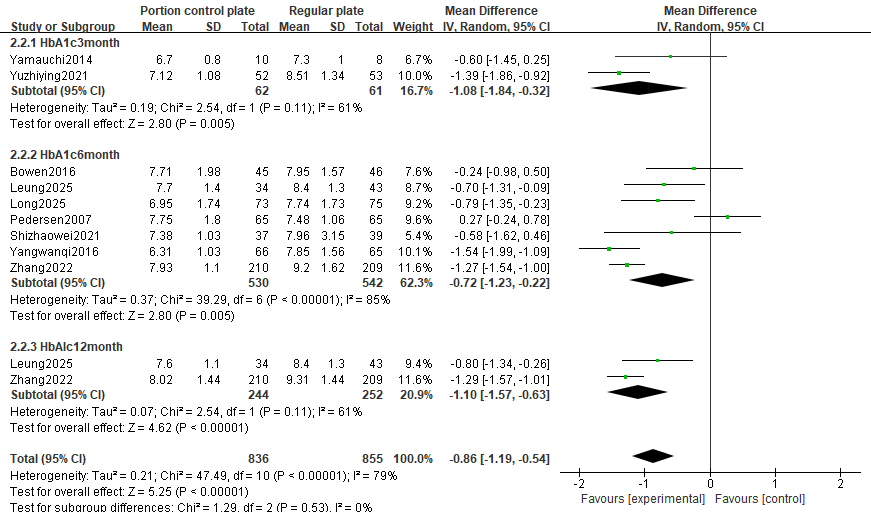 Portion control plate Regular plate Mean Difference Mean Difference
Study or Subgroup Mean SD Total Mean SD Total Weight IV, Random, 95% CI IV, Random, 95% CI
2.2.1 HbA1c3month
Yamauchi2014 6.7 0.8 10 7.3 1 8 6.7% -0.60 [-1.45, 0.25]
Yuzhiying2021 7.12 1.08 52 8.51 1.34 53 10.0% -1.39 [-1.86, -0.92]
Subtotal (95% CI) 62 61 16.7% -1.08 [-1.84, -0.32]
Heterogeneity: Tau² = 0.19; Chi² = 2.54, df = 1 (P = 0.11); I² = 61%
Test for overall effect: Z = 2.80 (P = 0.005)
2.2.2 HbA1c6month
Bowen2016 7.71 1.98 45 7.95 1.57 46 7.6% -0.24 [-0.98, 0.50]
Leung2025 7.7 1.4 34 8.4 1.3 43 8.7% -0.70 [-1.31, -0.09]
Long2025 6.95 1.74 73 7.74 1.73 75 9.2% -0.79 [-1.35, -0.23]
Pedersen2007 7.75 1.8 65 7.48 1.06 65 9.6% 0.27 [-0.24, 0.78]
Shizhaowei2021 7.38 1.03 37 7.96 3.15 39 5.4% -0.58 [-1.62, 0.46]
Yangwanqi2016 6.31 1.03 66 7.85 1.56 65 10.1% -1.54 [-1.99, -1.09]
Zhang2022 7.93 1.1 210 9.2 1.62 209 11.6% -1.27 [-1.54, -1.00]
Subtotal (95% CI) 530 542 62.3% -0.72 [-1.23, -0.22]
Heterogeneity: Tau² = 0.37; Chi² = 39.29, df = 6 (P < 0.00001); I² = 85%
Test for overall effect: Z = 2.80 (P = 0.005)
2.2.3 HbAlc12month
Leung2025 7.6 1.1 34 8.4 1.3 43 9.4% -0.80 [-1.34, -0.26]
Zhang2022 8.02 1.44 210 9.31 1.44 209 11.6% -1.29 [-1.57, -1.01]
Subtotal (95% CI) 244 252 20.9% -1.10 [-1.57, -0.63]
Heterogeneity: Tau² = 0.07; Chi² = 2.54, df = 1 (P = 0.11); I² = 61%
Test for overall effect: Z = 4.62 (P < 0.00001)
Total (95% CI) 836 855 100.0% -0.86 [-1.19, -0.54]
Heterogeneity: Tau² = 0.21; Chi² = 47.49, df = 10 (P < 0.00001); I² = 79%
Test for overall effect: Z = 5.25 (P < 0.00001)
Test for subgroup differences: Chi² = 1.29, df = 2 (P = 0.53), I² = 0%
-2 -1 0 1 2
Favours [experimental] Favours [control]